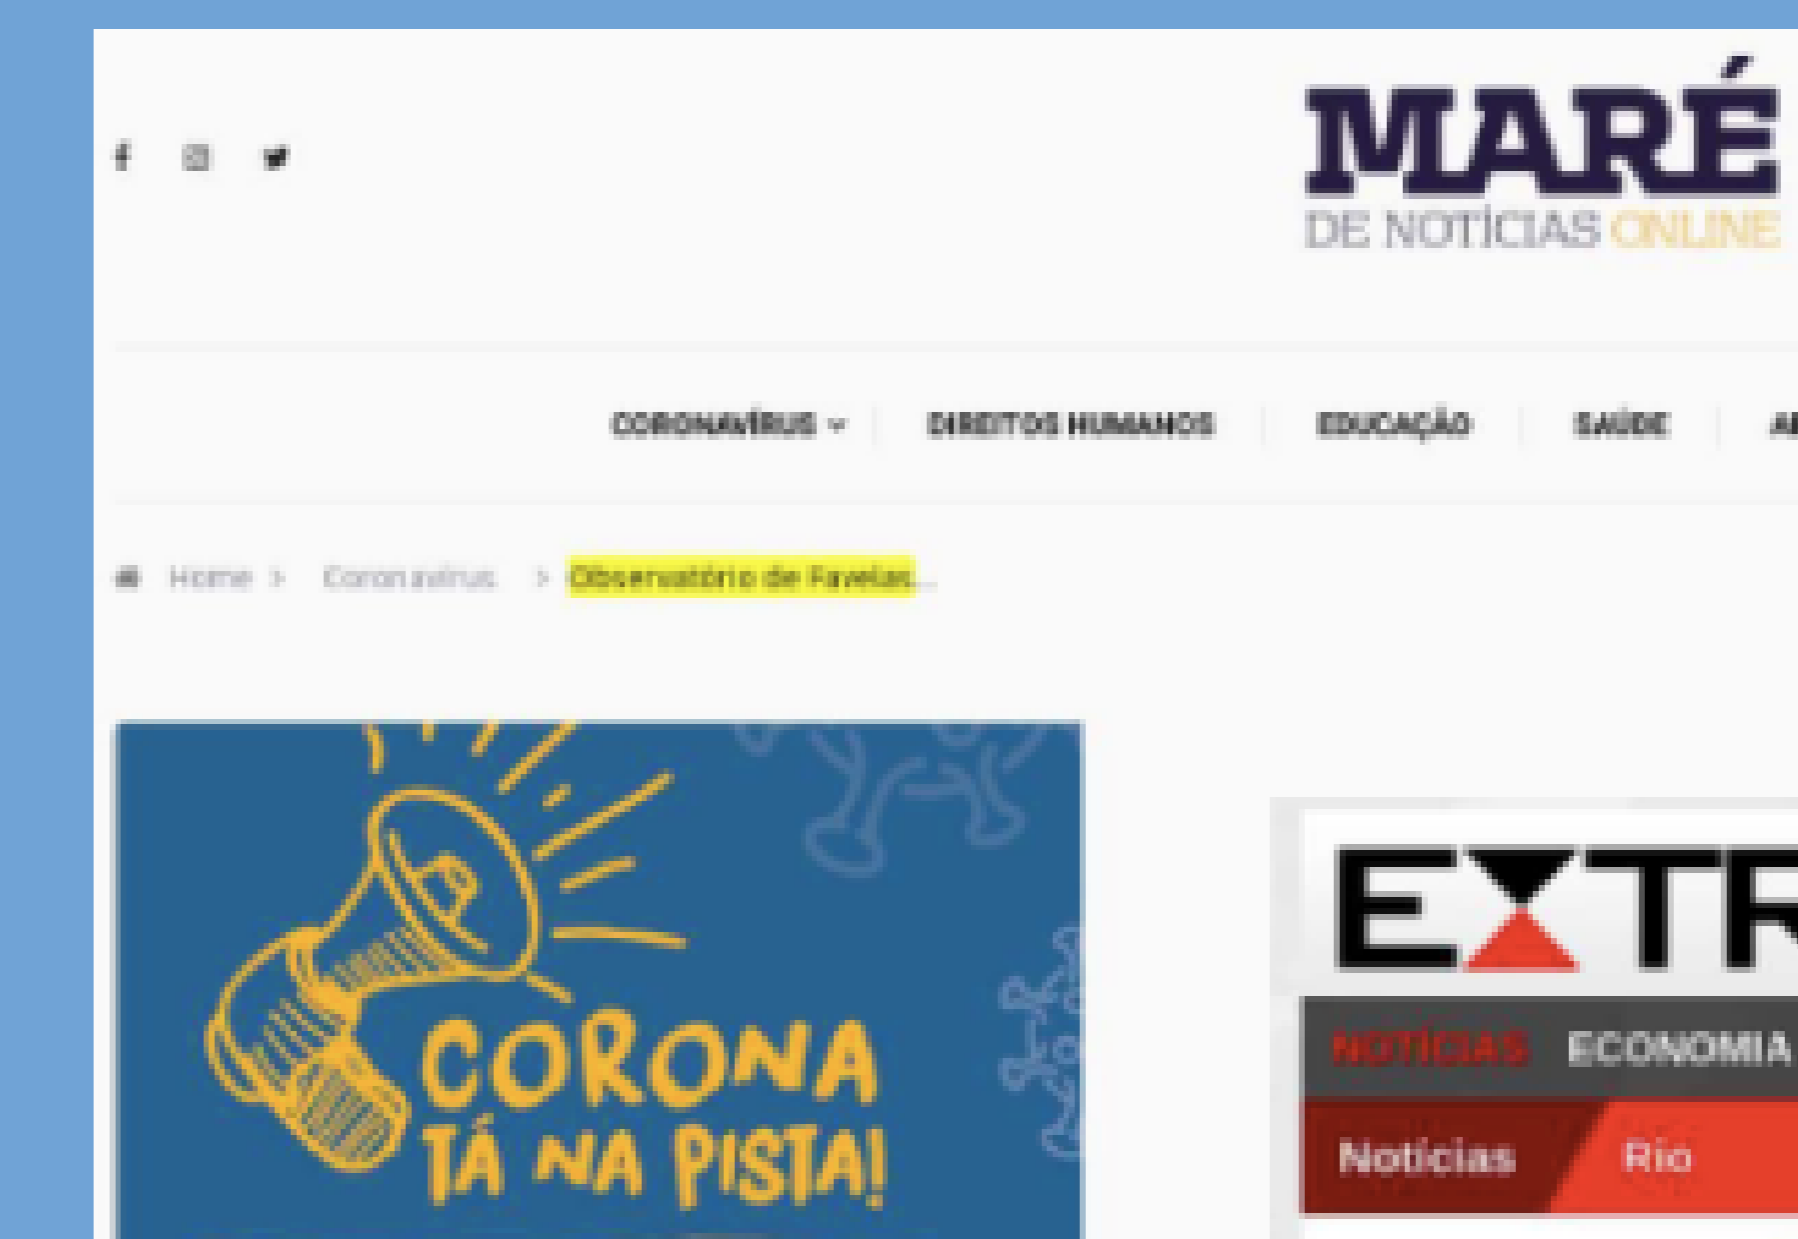 MARÉ
DE NOTÍCIAS ONLINE
CORONAVÍRUS DIREITOS HUMANOS EDUCAÇÃO SAÚDE
Home > Coronavírus > Observatório de Favelas...
CORONA
TÁ NA PISTA!
EXTR
NOTÍCIAS ECONOMIA
Notícias Rio